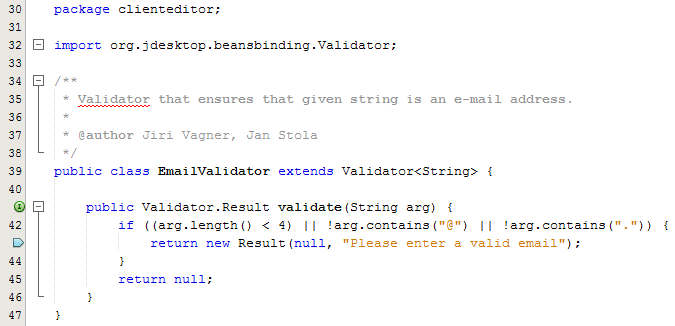 30 package clienteditor;
31
32 import org.jdesktop.beansbinding.Validator;
33
34 /**
35  * Validator that ensures that given string is an e-mail address.
36  *
37  * @author Jiri Vagner, Jan Stola
38  */
39 public class EmailValidator extends Validator<String> {
40
    public Validator.Result validate(String arg) {
42         if ((arg.length() < 4) || !arg.contains("@") || !arg.contains(".")) {
            return new Result(null, "Please enter a valid email");
44         }
45         return null;
46     }
47 }